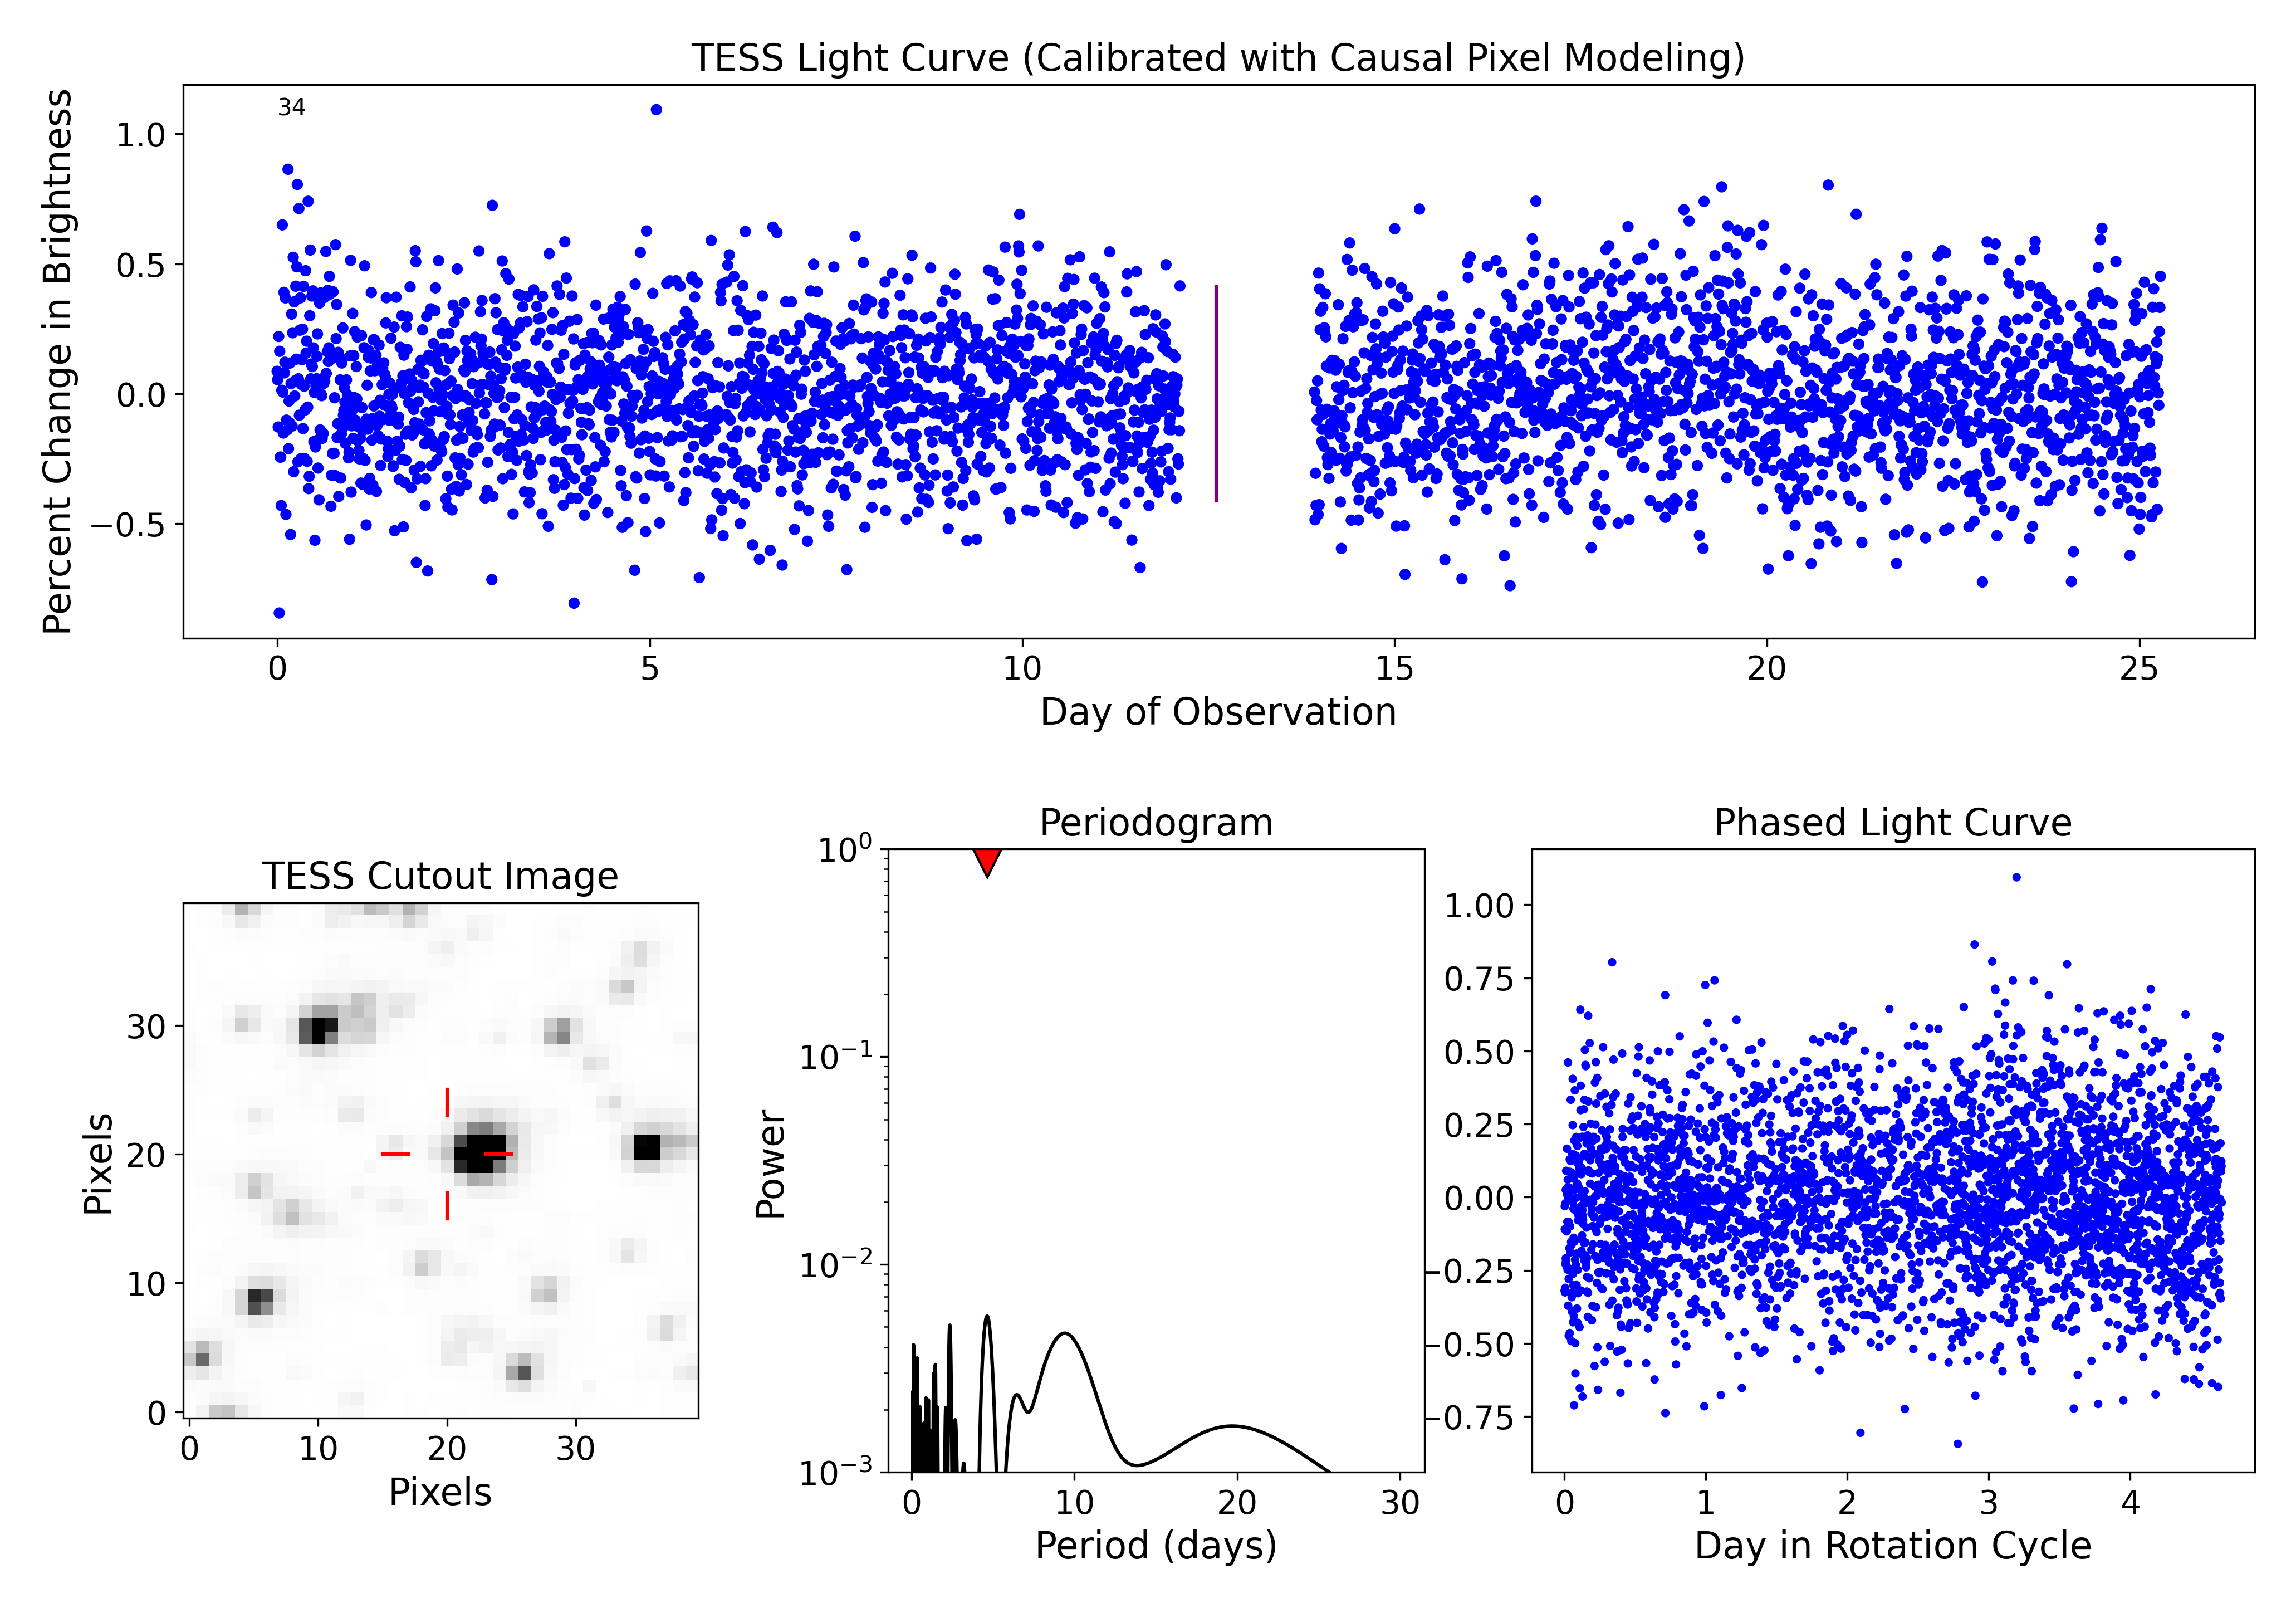 TESS Light Curve (Calibrated with Causal Pixel Modeling)
34
Percent Change in Brightness
1.0
0.5
0.0
−0.5
0 5 10 15 20 25
Day of Observation
TESS Cutout Image
Pixels
30
20
10
0
0 10 20 30
Pixels
Periodogram
Power
10^0
10^-1
10^-2
10^-3
0 10 20 30
Period (days)
Phased Light Curve
1.00
0.75
0.50
0.25
0.00
−0.25
−0.50
−0.75
0 1 2 3 4
Day in Rotation Cycle